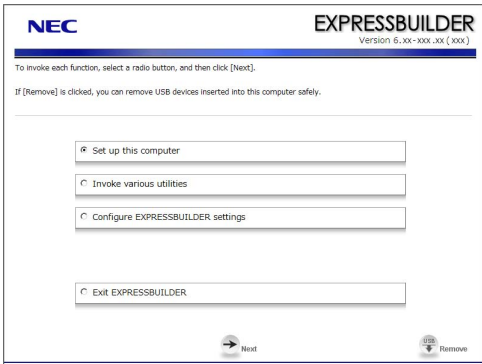 NEC
EXPRESSBUILDER
Version 6.xx-xxx.xx (xxx)
To invoke each function, select a radio button, and then click [Next].
If [Remove] is clicked, you can remove USB devices inserted into this computer safely.
Set up this computer
Invoke various utilities
Configure EXPRESSBUILDER settings
Exit EXPRESSBUILDER
Next
USB
Remove